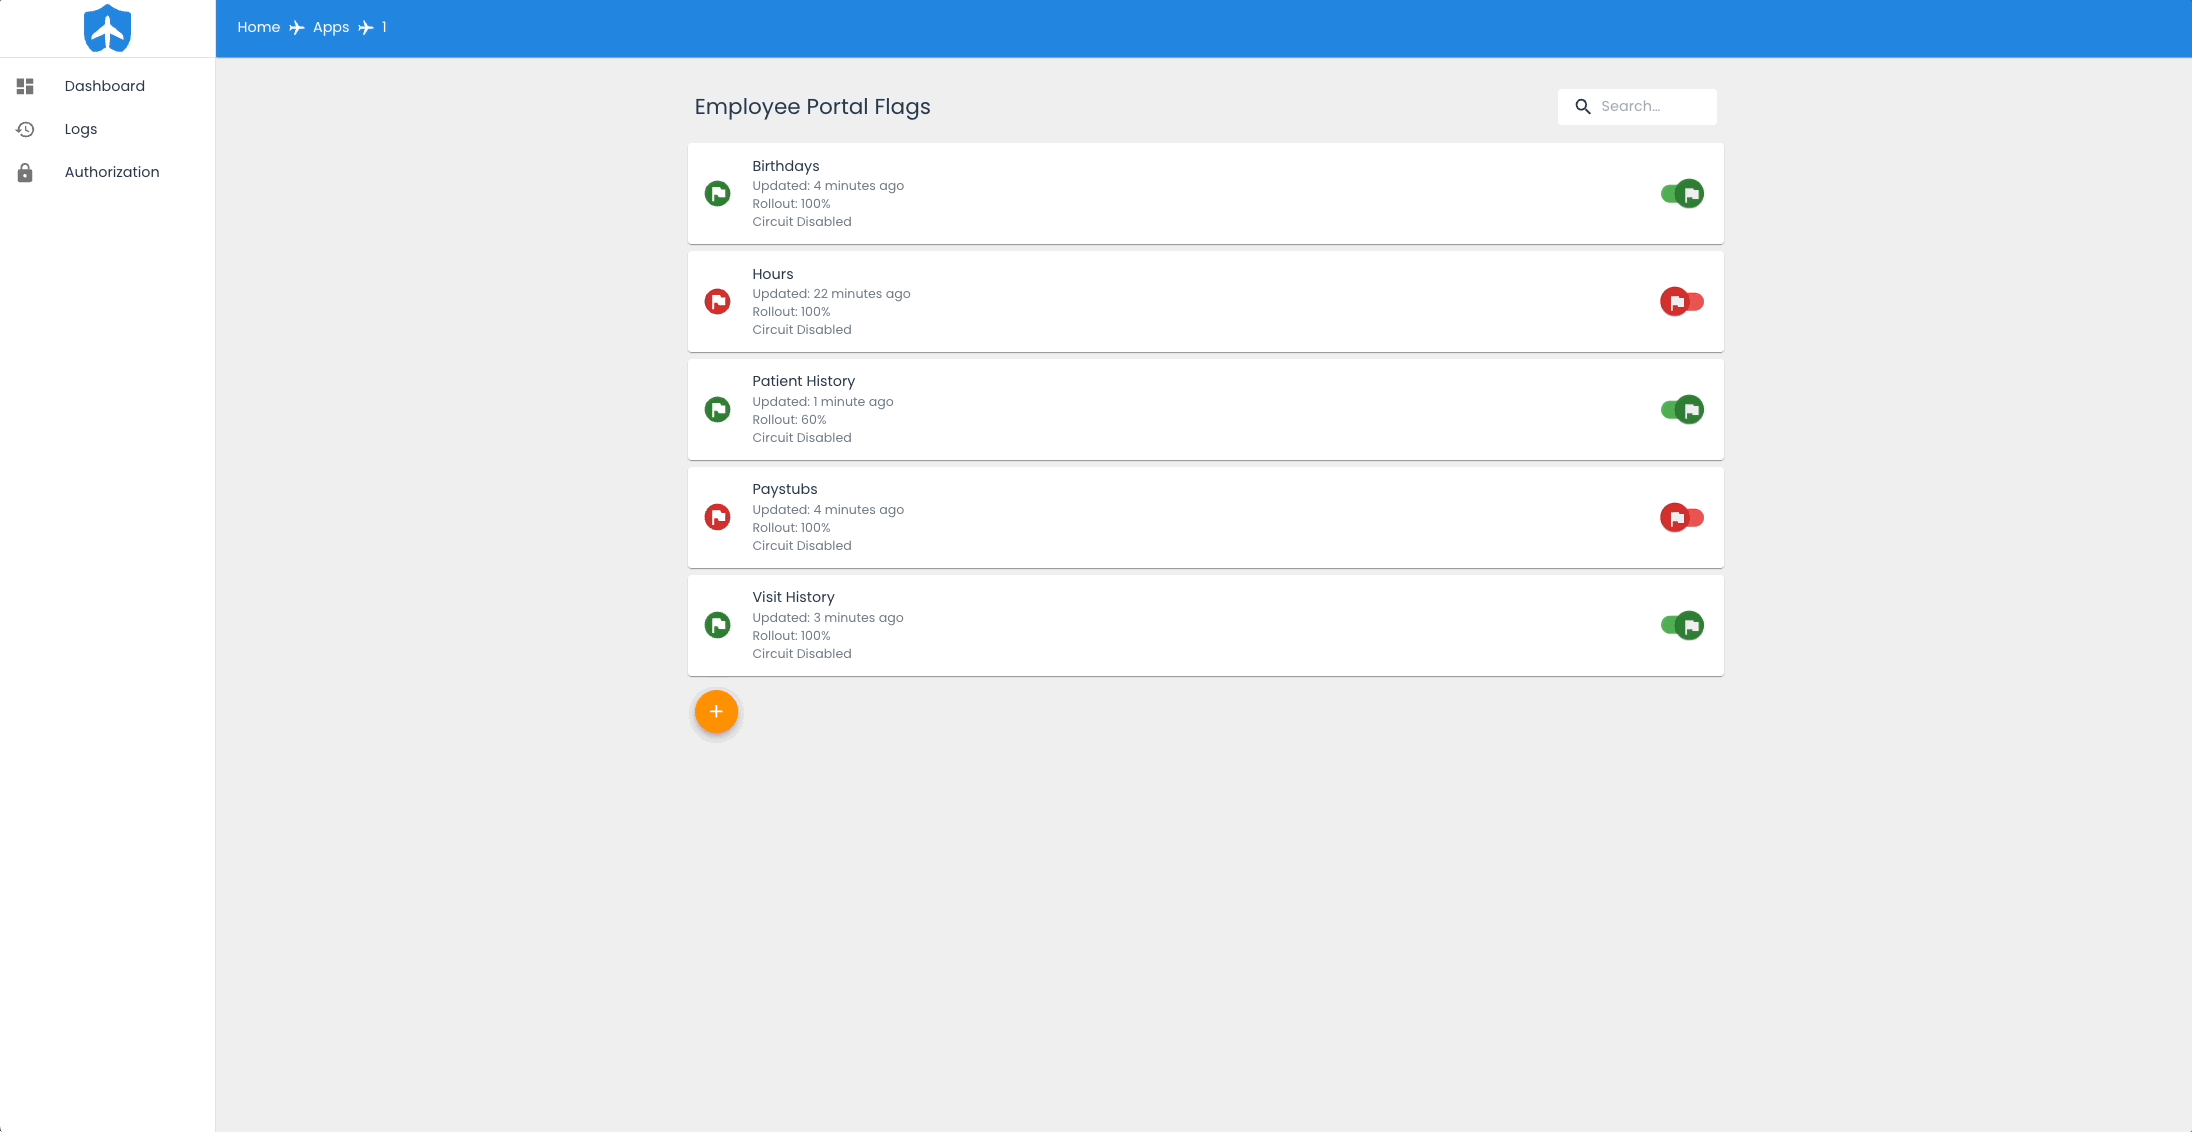 Home Apps 1
Dashboard
Logs
Authorization
Employee Portal Flags
Search...
Birthdays
Updated: 4 minutes ago
Rollout: 100%
Circuit Disabled
Hours
Updated: 22 minutes ago
Rollout: 100%
Circuit Disabled
Patient History
Updated: 1 minute ago
Rollout: 60%
Circuit Disabled
Paystubs
Updated: 4 minutes ago
Rollout: 100%
Circuit Disabled
Visit History
Updated: 3 minutes ago
Rollout: 100%
Circuit Disabled